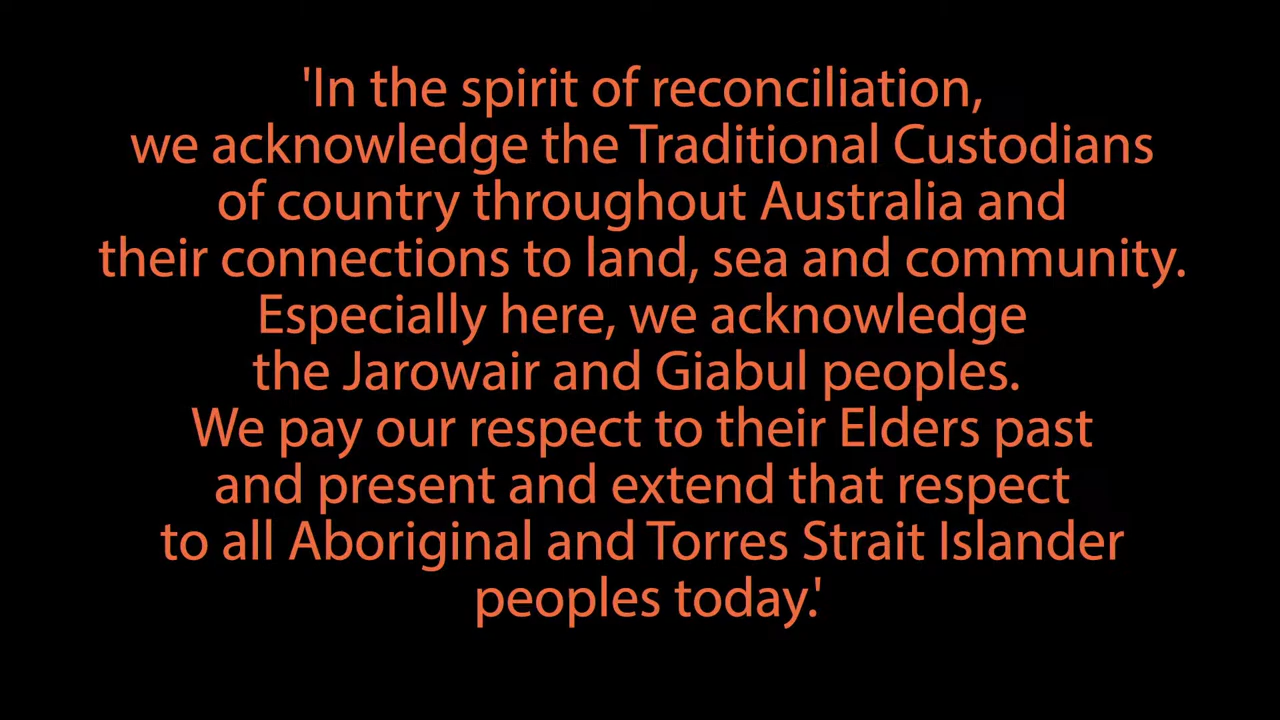 'In the spirit of reconciliation,
we acknowledge the Traditional Custodians
of country throughout Australia and
their connections to land, sea and community.
Especially here, we acknowledge
the Jarowair and Giabul peoples.
We pay our respect to their Elders past
and present and extend that respect
to all Aboriginal and Torres Strait Islander
peoples today.'